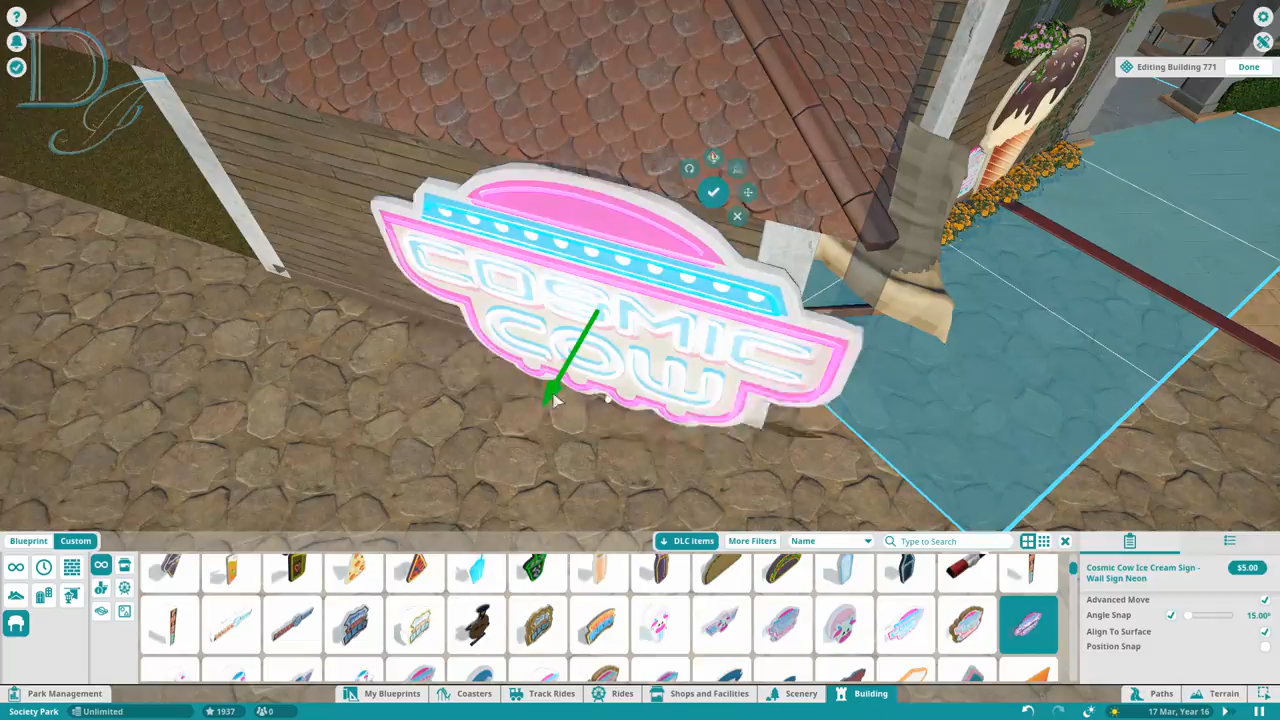 ?
DJ
Editing Building 771
Done
COSMIC
COW
Blueprint
Custom
DLC items
More Filters
Name
Type to Search
Cosmic Cow Ice Cream Sign -
Wall Sign Neon
$5.00
Advanced Move
Angle Snap
15.00°
Align To Surface
Position Snap
Park Management
My Blueprints
Coasters
Track Rides
Rides
Shops and Facilities
Scenery
Building
Paths
Terrain
Society Park
Unlimited
1937
0
17 Mar, Year 16